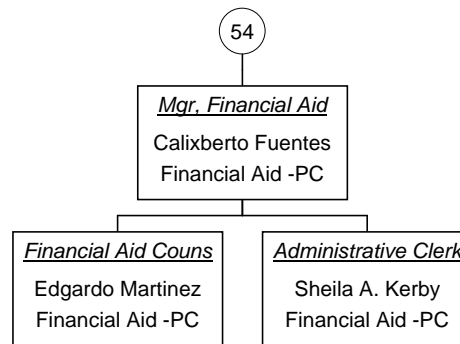 54
Mgr, Financial Aid
Calixberto Fuentes
Financial Aid -PC
Financial Aid Couns
Edgardo Martinez
Financial Aid -PC
Administrative Clerk
Sheila A. Kerby
Financial Aid -PC